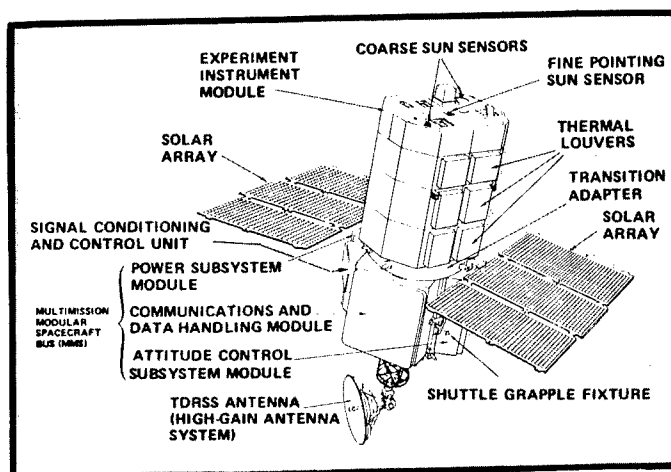 COARSE SUN SENSORS
EXPERIMENT
INSTRUMENT
MODULE
FINE POINTING
SUN SENSOR
SOLAR
ARRAY
THERMAL
LOUVERS
TRANSITION
ADAPTER
SOLAR
ARRAY
SIGNAL CONDITIONING
AND CONTROL UNIT
MULTIMISSION
MODULAR
SPACECRAFT
BUS (MMS)
POWER SUBSYSTEM
MODULE
COMMUNICATIONS AND
DATA HANDLING MODULE
ATTITUDE CONTROL
SUBSYSTEM MODULE
SHUTTLE GRAPPLE FIXTURE
TDRSS ANTENNA
(HIGH-GAIN ANTENNA
SYSTEM)